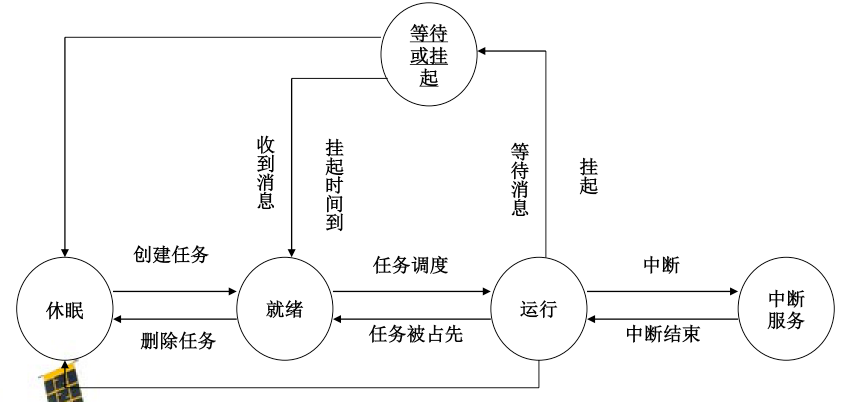 等待
或挂
起
收到消息
挂起时间到
等待消息
挂起
创建任务
任务调度
中断
休眠
就绪
运行
中断
服务
删除任务
任务被占先
中断结束